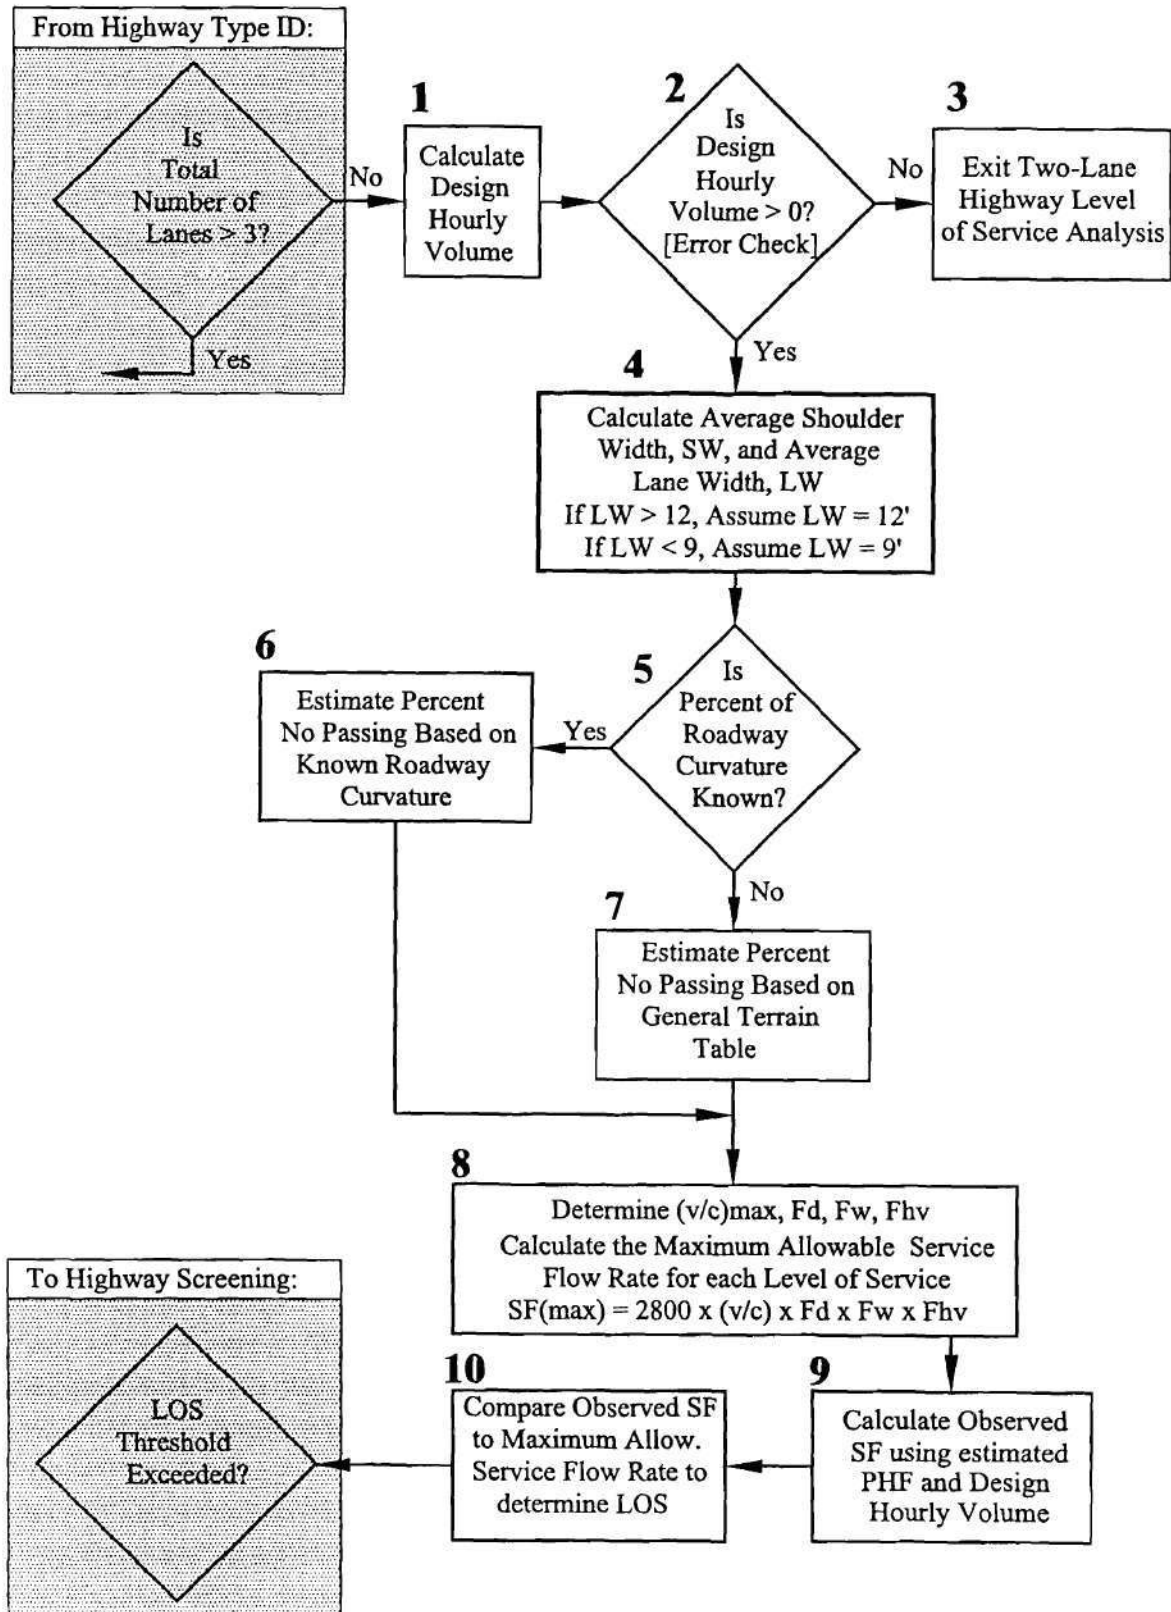 From Highway Type ID:
Is
Total
Number of
Lanes > 3?
No
Yes
1
Calculate
Design
Hourly
Volume
2
Is
Design
Hourly
Volume > 0?
[Error Check]
No
Yes
3
Exit Two-Lane
Highway Level
of Service Analysis
4
Calculate Average Shoulder
Width, SW, and Average
Lane Width, LW
If LW > 12, Assume LW = 12'
If LW < 9, Assume LW = 9'
5
Is
Percent of
Roadway
Curvature
Known?
Yes
No
6
Estimate Percent
No Passing Based on
Known Roadway
Curvature
7
Estimate Percent
No Passing Based on
General Terrain
Table
8
Determine (v/c)max, Fd, Fw, Fhv
Calculate the Maximum Allowable Service
Flow Rate for each Level of Service
SF(max) = 2800 x (v/c) x Fd x Fw x Fhv
9
Calculate Observed
SF using estimated
PHF and Design
Hourly Volume
10
Compare Observed SF
to Maximum Allow.
Service Flow Rate to
determine LOS
To Highway Screening:
LOS
Threshold
Exceeded?